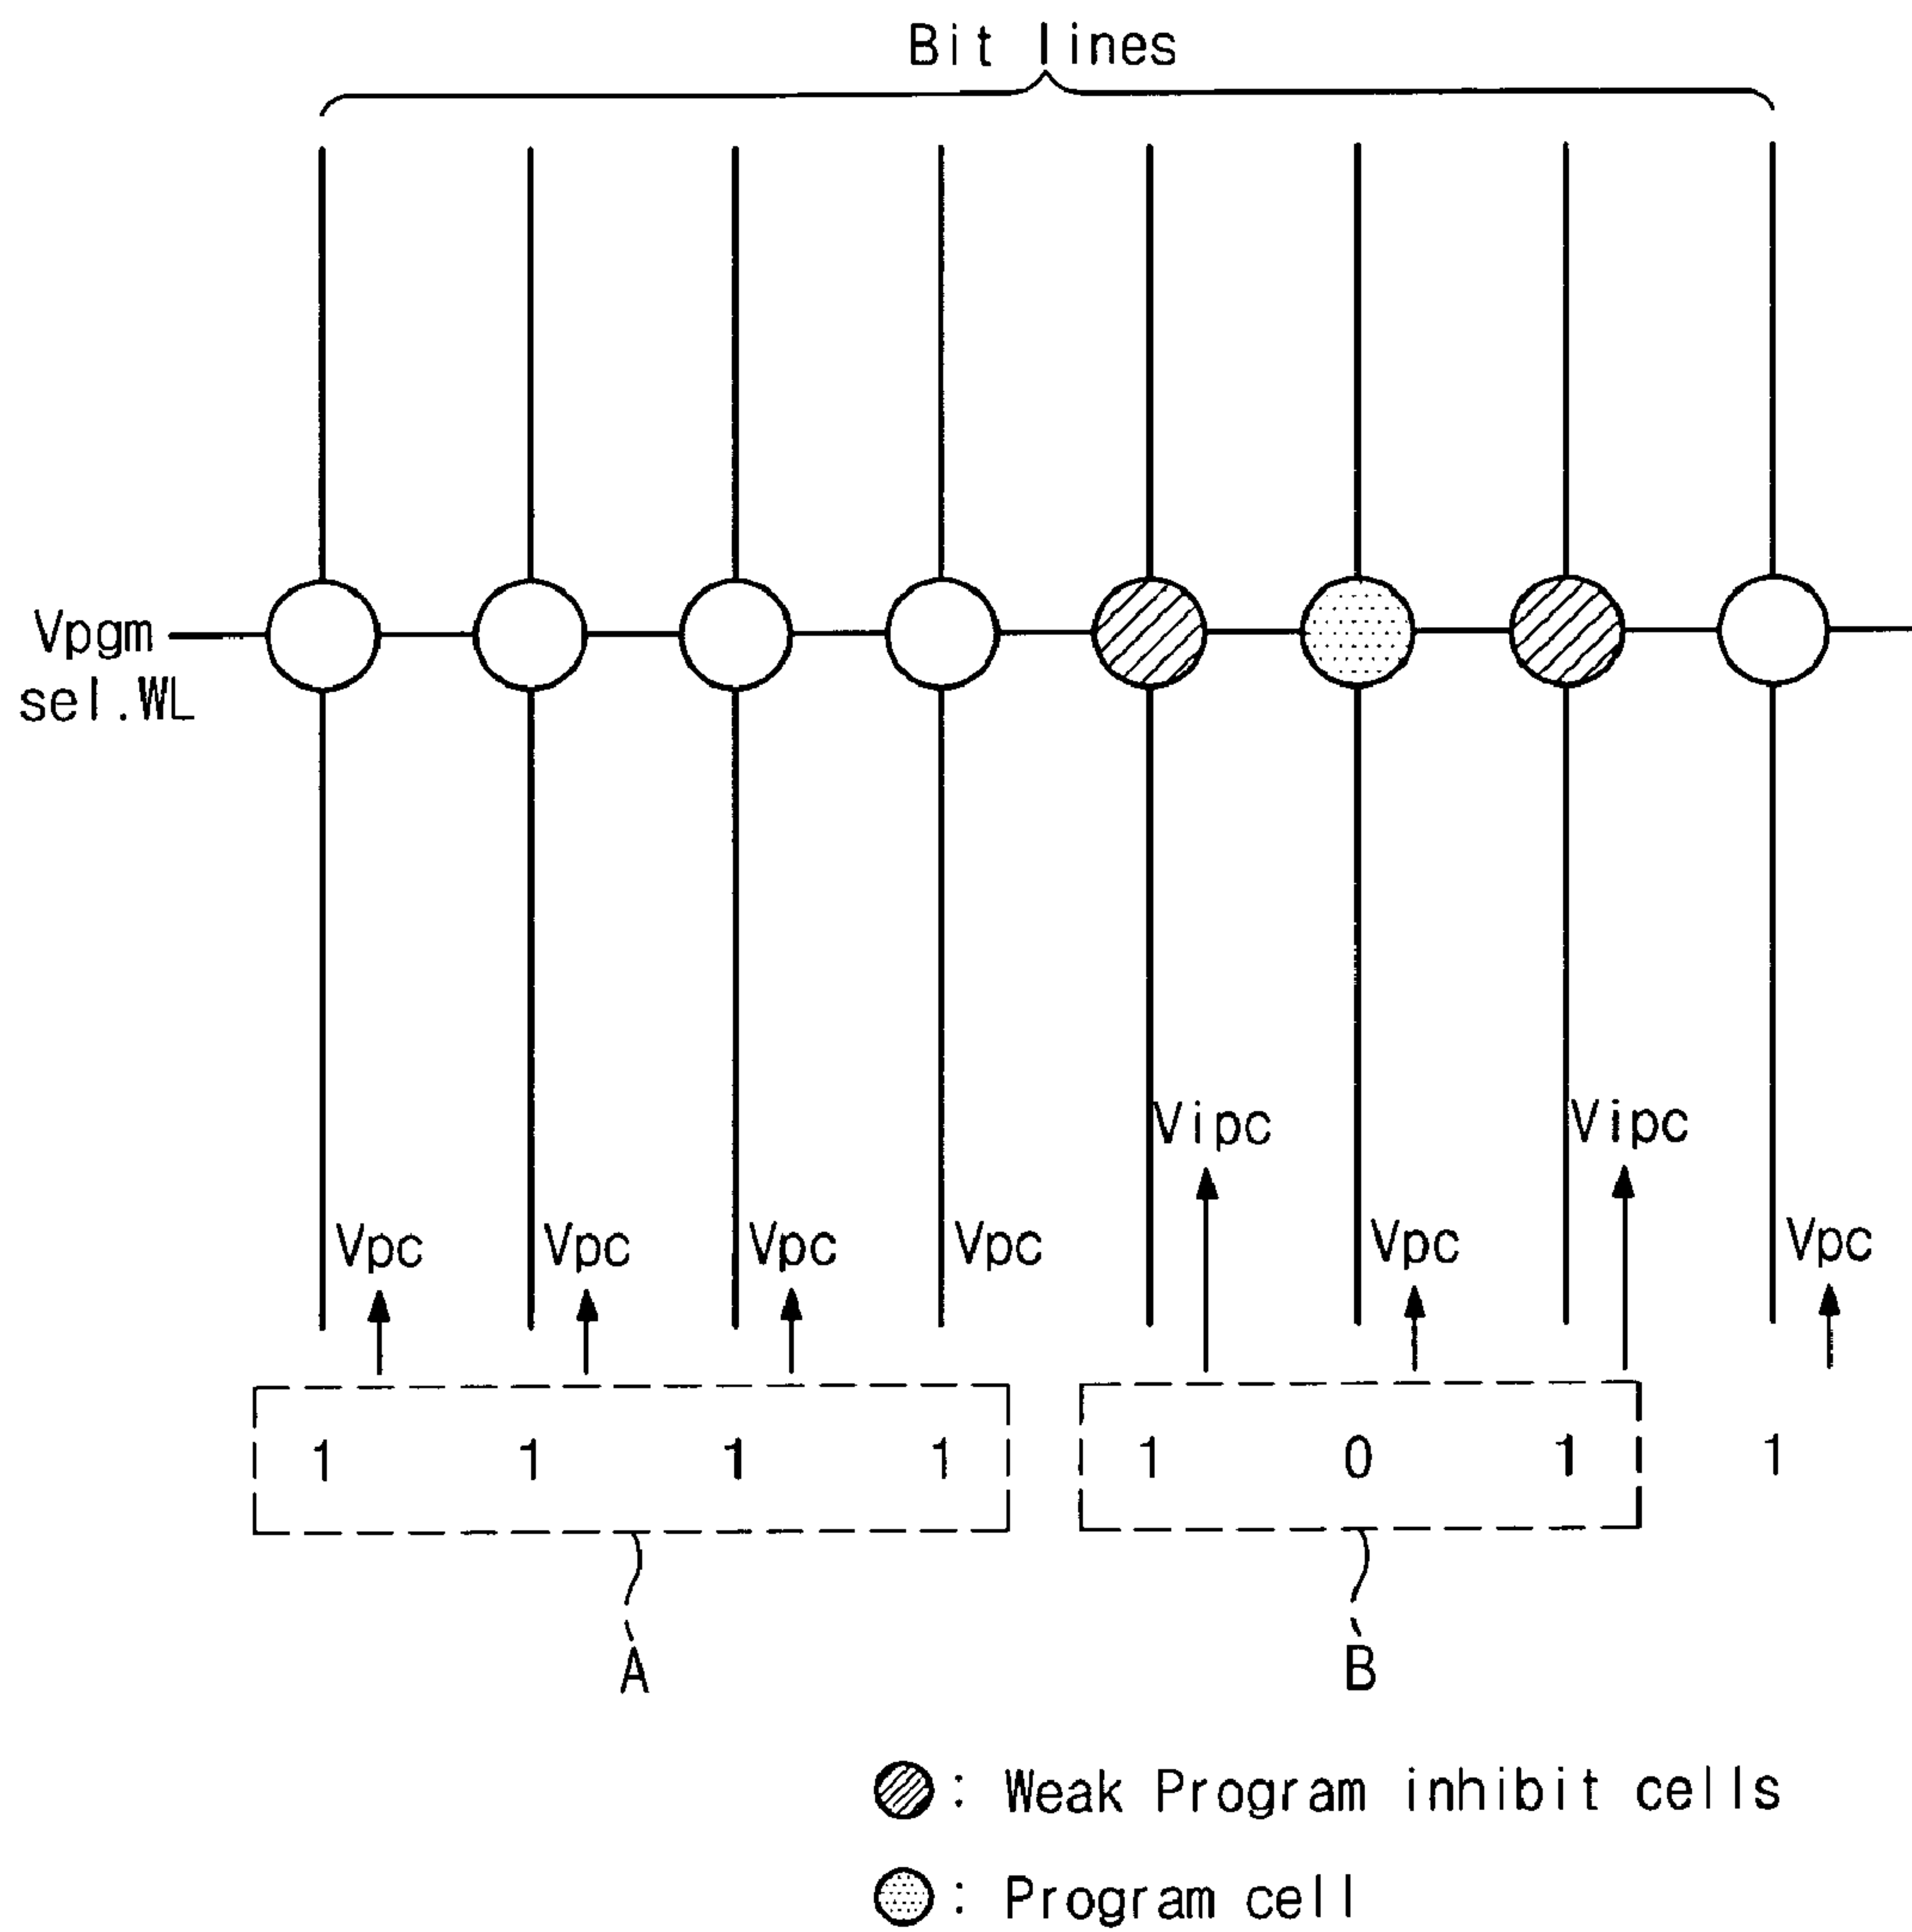 Bit lines
Vpgm
sel.WL
Vipc Vipc
Vpc Vpc Vpc Vpc Vpc Vpc
1 1 1 1 1 0 1 1
A B
: Weak Program inhibit cells
: Program cell